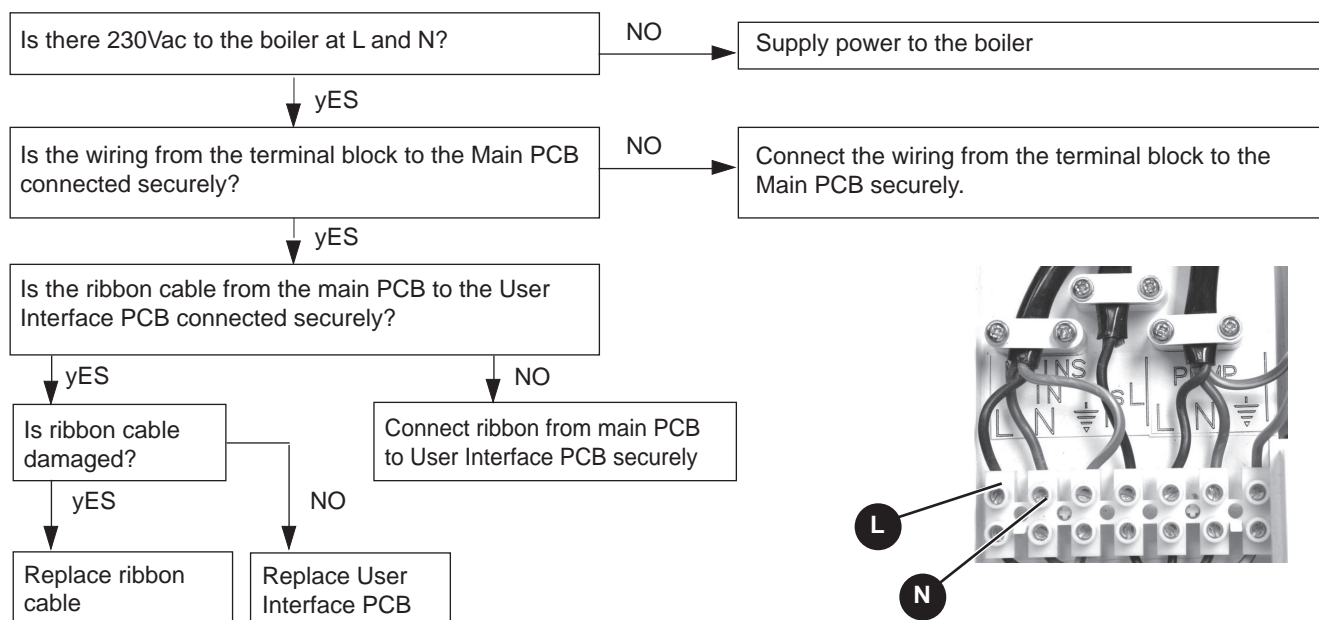 Is there 230Vac to the boiler at L and N?
NO
Supply power to the boiler
yES
Is the wiring from the terminal block to the Main PCB
connected securely?
NO
Connect the wiring from the terminal block to the
Main PCB securely.
yES
Is the ribbon cable from the main PCB to the User
Interface PCB connected securely?
yES
NO
Is ribbon cable
damaged?
Connect ribbon from main PCB
to User Interface PCB securely
yES
NO
Replace ribbon
cable
Replace User
Interface PCB
IN
L N
L
L N
L
N